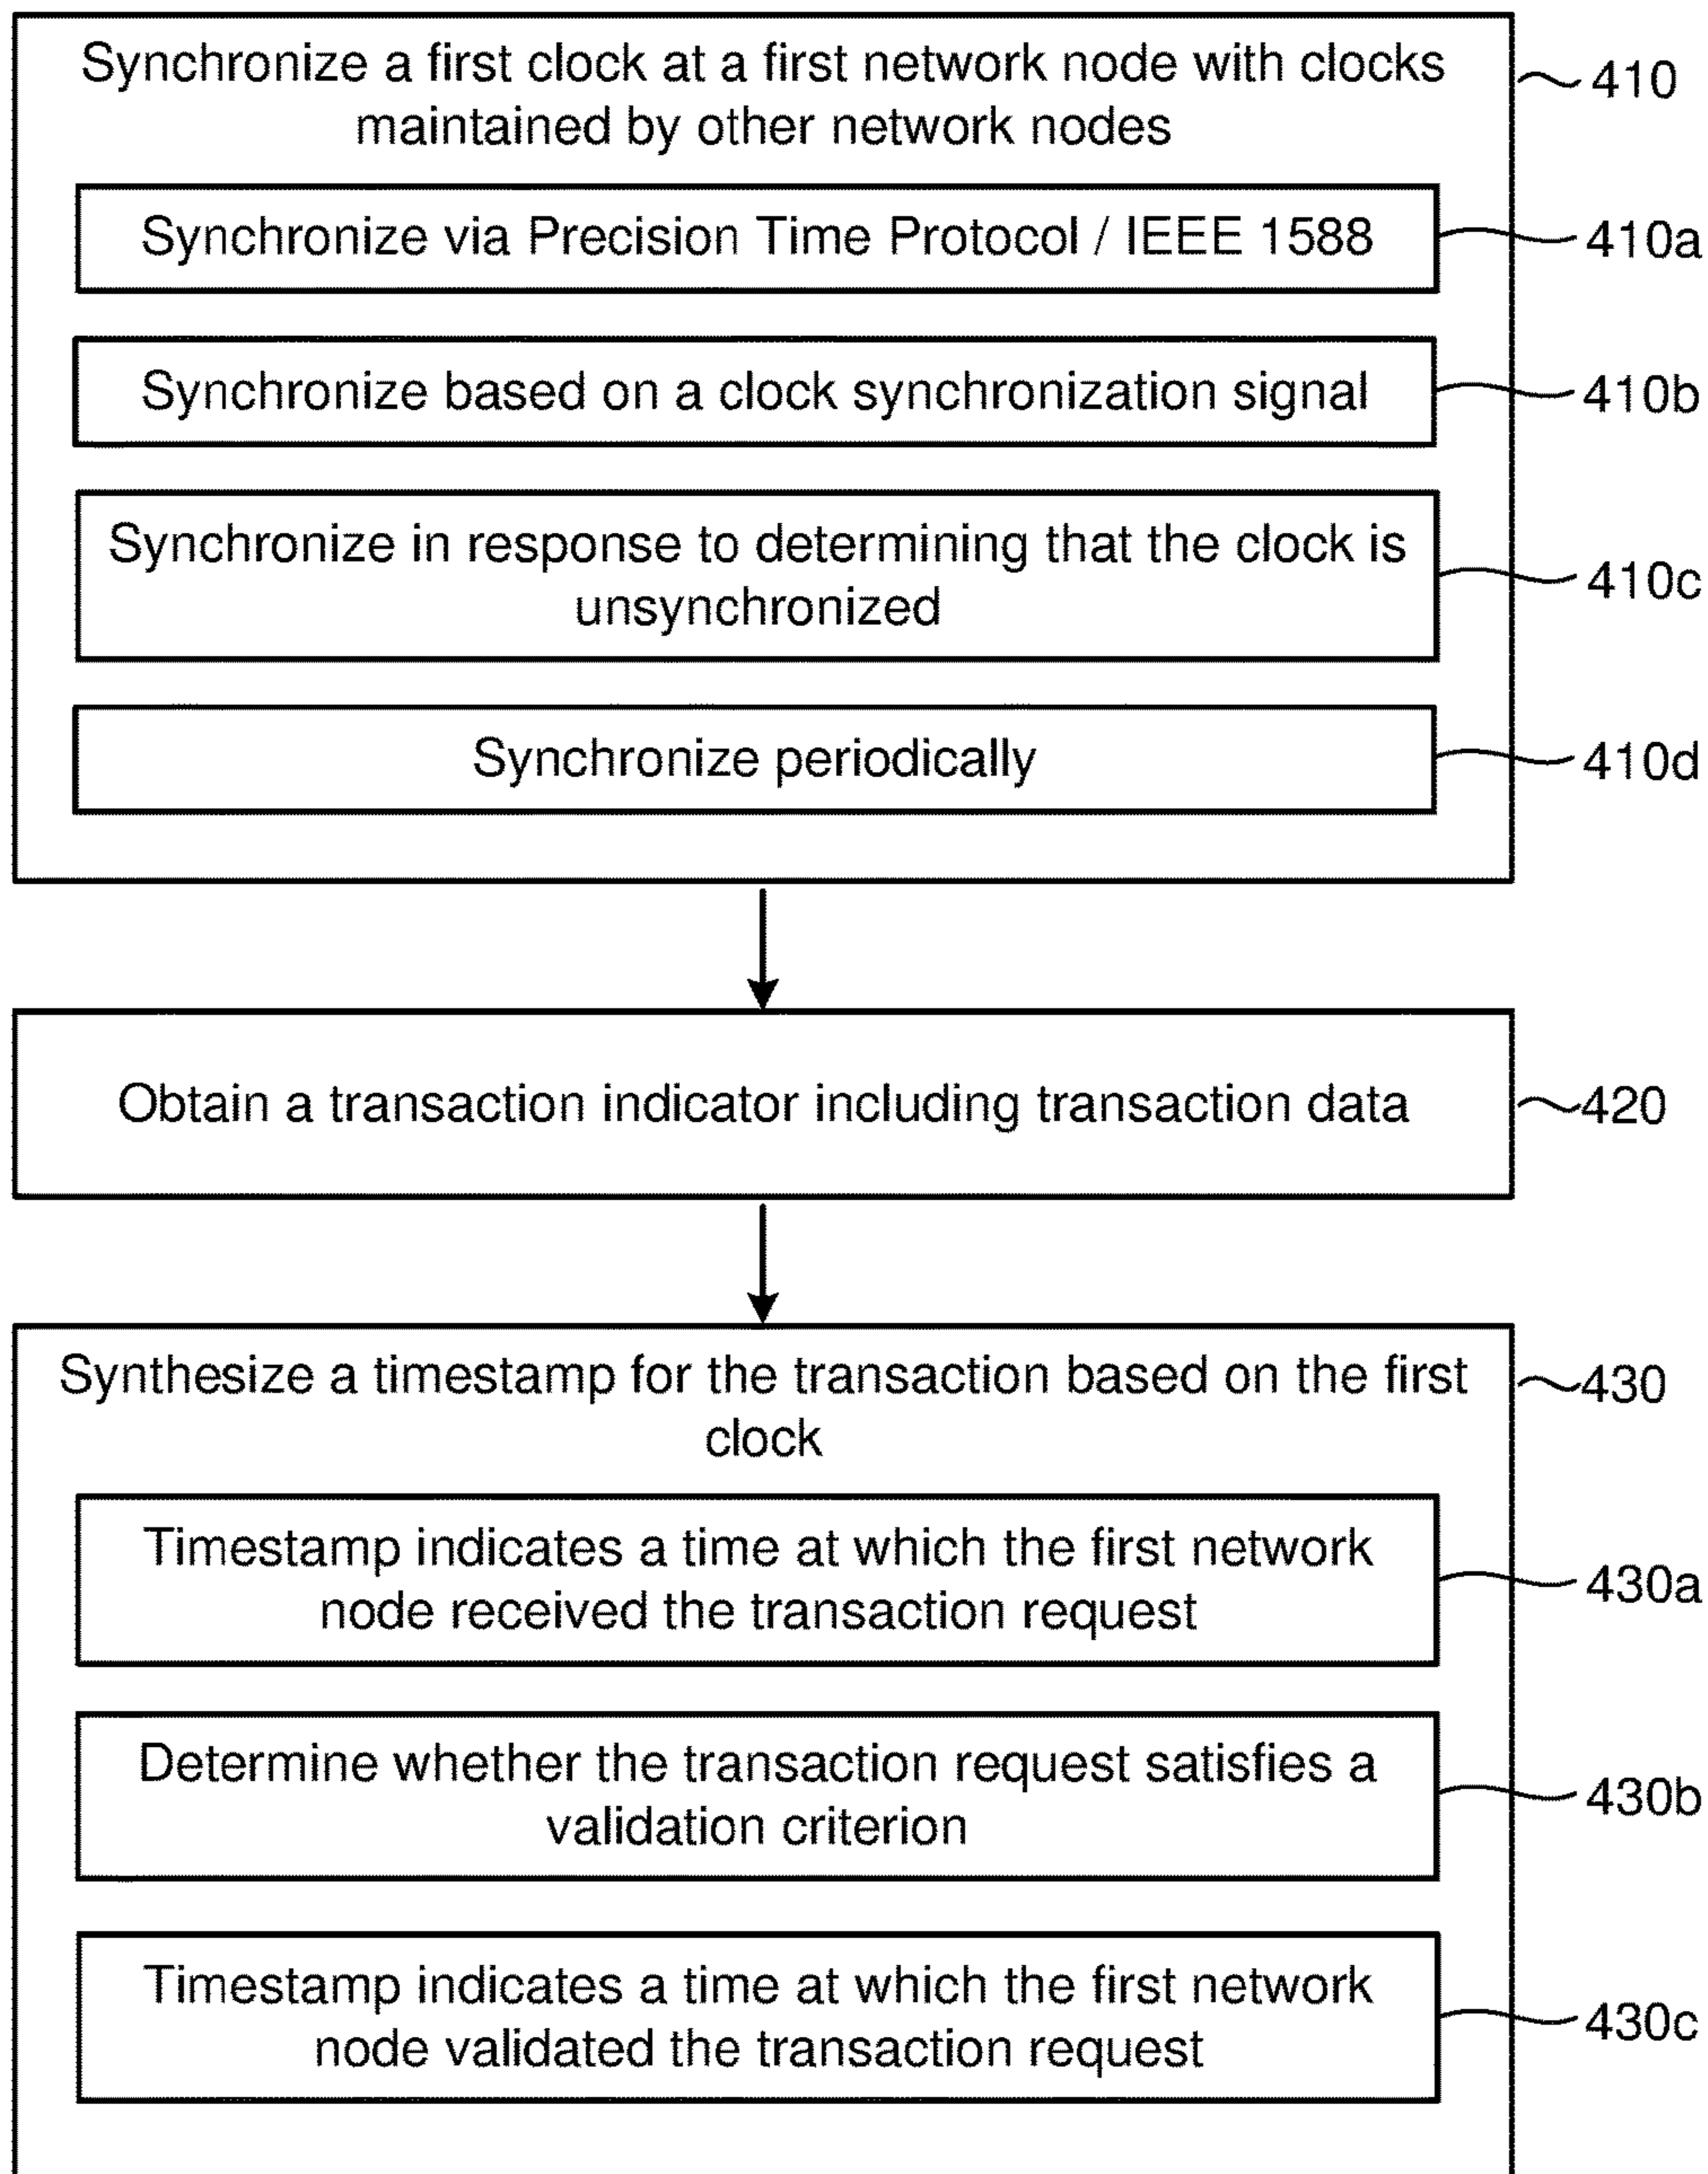 Synchronize a first clock at a first network node with clocks
maintained by other network nodes
410
Synchronize via Precision Time Protocol / IEEE 1588
410a
Synchronize based on a clock synchronization signal
410b
Synchronize in response to determining that the clock is
unsynchronized
410c
Synchronize periodically
410d
Obtain a transaction indicator including transaction data
420
Synthesize a timestamp for the transaction based on the first
clock
430
Timestamp indicates a time at which the first network
node received the transaction request
430a
Determine whether the transaction request satisfies a
validation criterion
430b
Timestamp indicates a time at which the first network
node validated the transaction request
430c